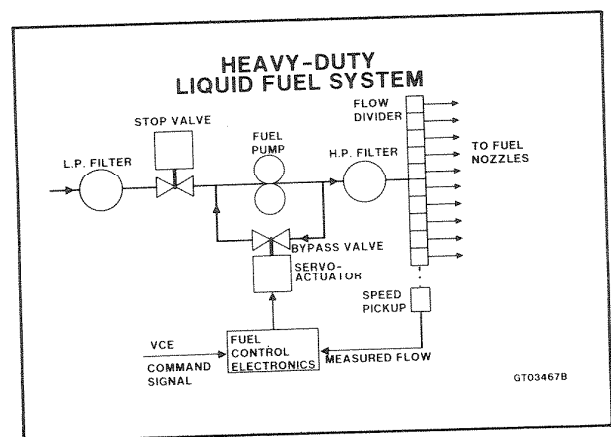 HEAVY-DUTY
LIQUID FUEL SYSTEM
STOP VALVE
L.P. FILTER
FUEL
PUMP
H.P. FILTER
FLOW
DIVIDER
TO FUEL
NOZZLES
BYPASS VALVE
SERVO-
ACTUATOR
SPEED
PICKUP
VCE
COMMAND
SIGNAL
FUEL
CONTROL
ELECTRONICS
MEASURED FLOW
GT03467B